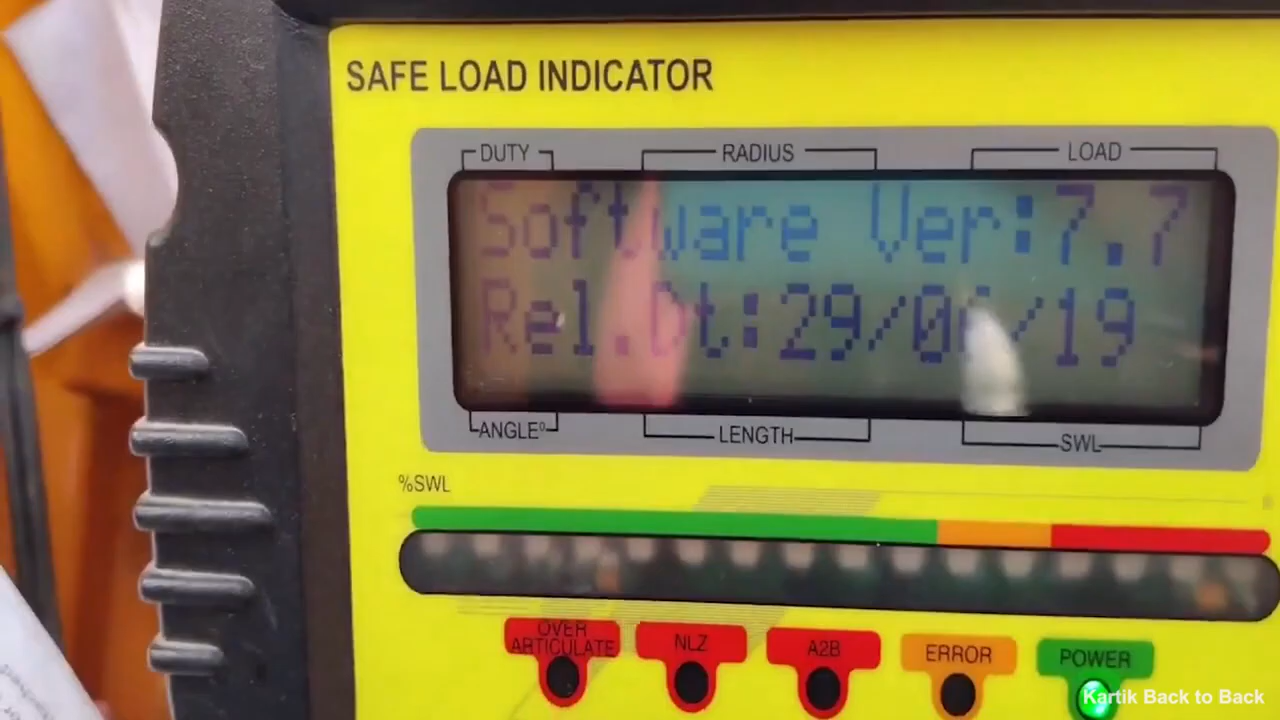 SAFE LOAD INDICATOR
DUTY RADIUS LOAD
Software Ver:7.7
Rel.Dt:29/06/19
ANGLE° LENGTH SWL
%SWL
OVER ARTICULATE NLZ A2B ERROR POWER
Kartik Back to Back